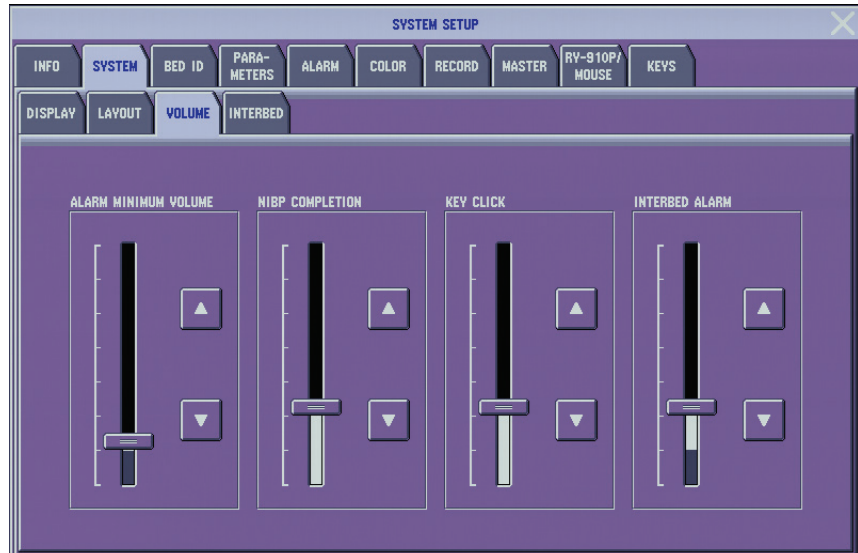 SYSTEM SETUP
INFO SYSTEM BED ID PARA- METERS ALARM COLOR RECORD MASTER RY-910P/ MOUSE KEYS
DISPLAY LAYOUT VOLUME INTERBED
ALARM MINIMUM VOLUME NIBP COMPLETION KEY CLICK INTERBED ALARM